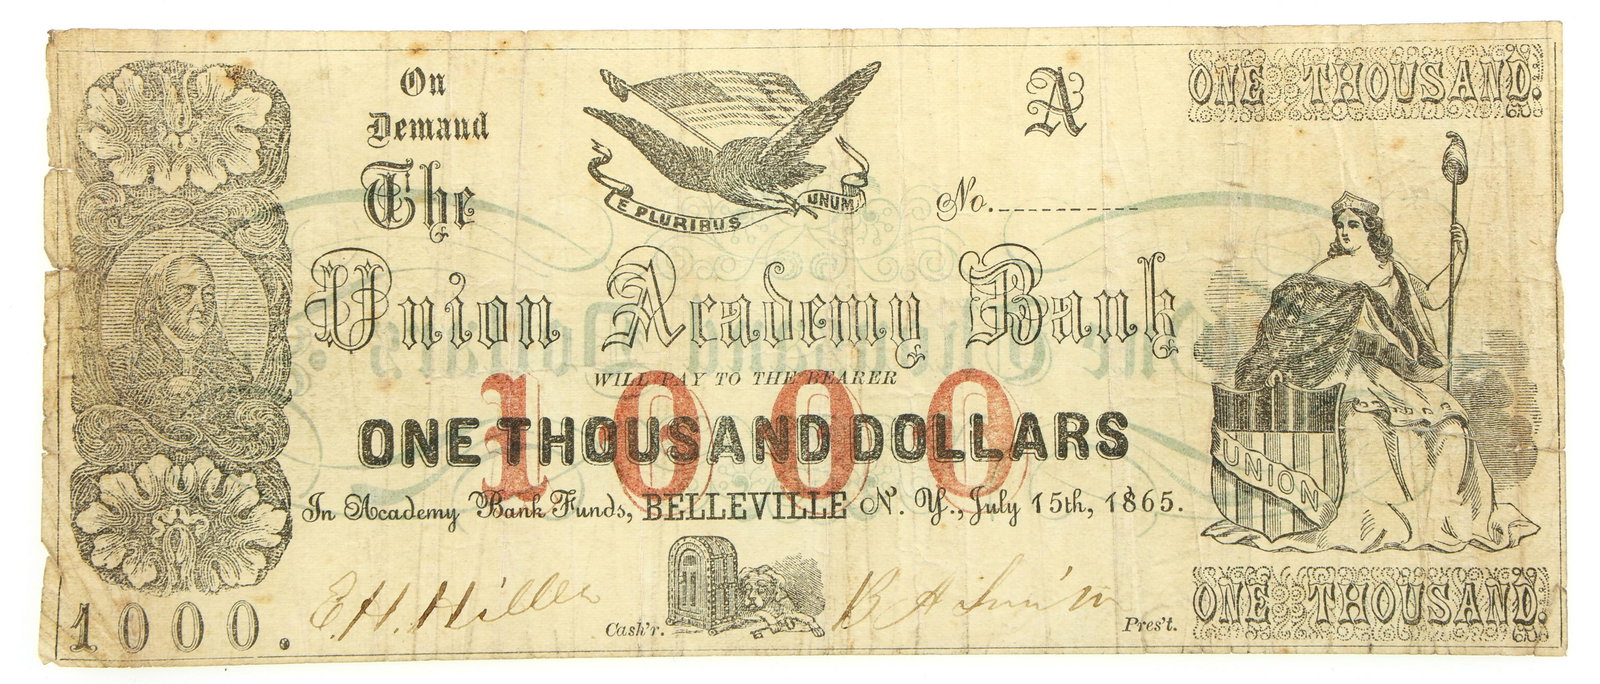 On
Demand
The
E PLURIBUS UNUM
A
No.
ONE THOUSAND.
Union Academy Bank
WILL PAY TO THE BEARER
1000
ONE THOUSAND DOLLARS
In Academy Bank Funds, BELLEVILLE N. Y., July 15th, 1865.
UNION
1000.
E. H. Hiller
Cash'r.
Pres't.
ONE THOUSAND.